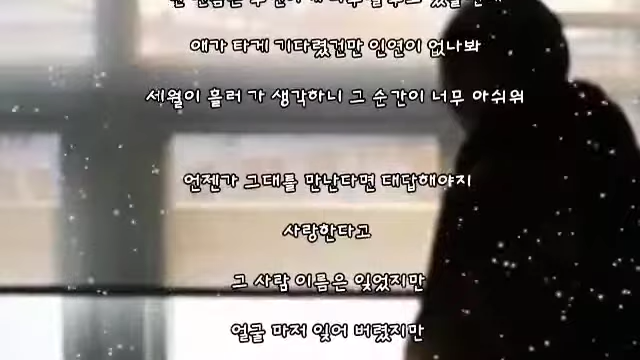 애가 타게 기다렸건만 인연이 없나봐
세월이 흘러 가 생각하니 그 순간이 너무 아쉬워
언젠가 그대를 만난다면 대답해야지
사랑한다고
그 사람 이름은 잊었지만
얼굴 마저 잊어 버렸지만